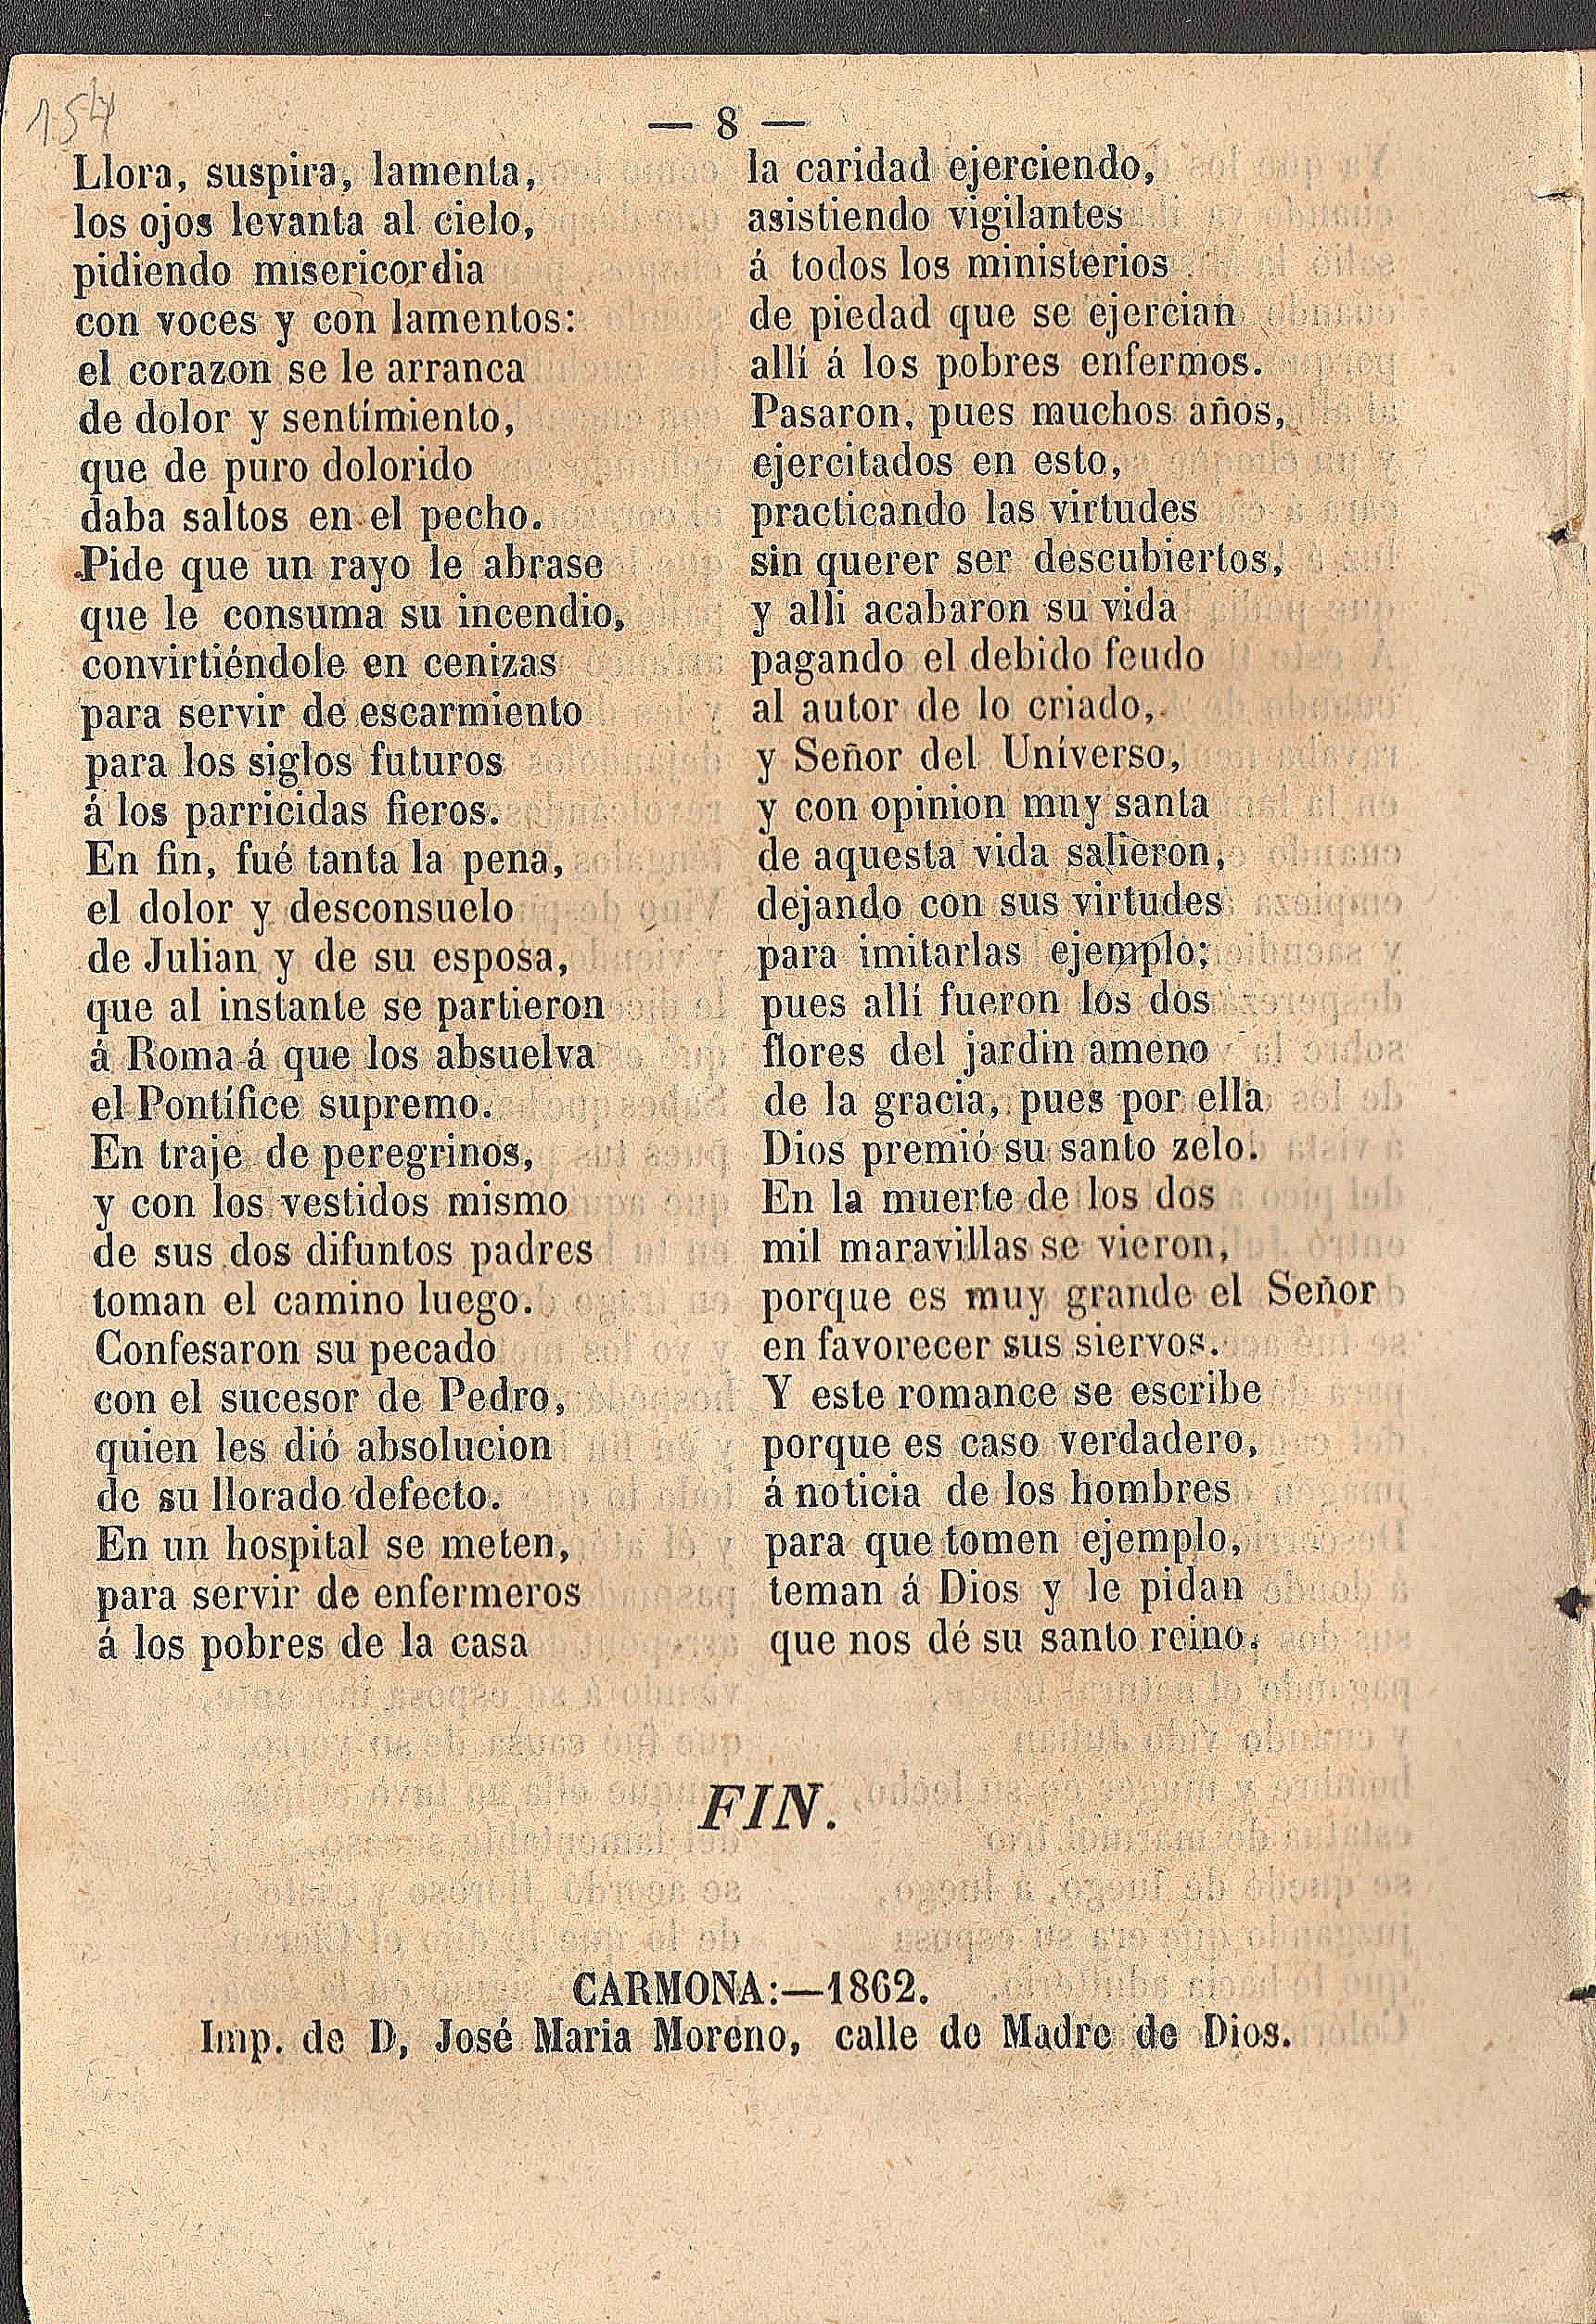 154
— 8 —
Llora, suspira, lamenta,
los ojos levanta al cielo,
pidiendo misericordia
con voces y con lamentos:
el corazon se le arranca
de dolor y sentímiento,
que de puro dolorido
daba saltos en el pecho.
Pide que un rayo le abrase
que le consuma su incendio,
convirtiéndole en cenizas
para servir de escarmiento
para los siglos futuros
á los parricidas fieros.
En fin, fué tanta la pena,
el dolor y desconsuelo
de Julian y de su esposa,
que al instante se partieron
á Roma á que los absuelva
el Pontífice supremo.
En traje de peregrinos,
y con los vestidos mismo
de sus dos difuntos padres
toman el camino luego.
Confesaron su pecado
con el sucesor de Pedro,
quien les dió absolucion
de su llorado defecto.
En un hospital se meten,
para servir de enfermeros
á los pobres de la casa
la caridad ejerciendo,
asistiendo vigilantes
á todos los ministerios
de piedad que se ejercian
allí á los pobres enfermos.
Pasaron, pues muchos años,
ejercitados en esto,
practicando las virtudes
sin querer ser descubiertos,
y alli acabaron su vida
pagando el debido feudo
al autor de lo criado,
y Señor del Uníverso,
y con opinion mny santa
de aquesta vida salieron,
dejando con sus virtudes
para imitarlas ejemplo;
pues allí fueron los dos
flores del jardin ameno
de la gracia, pues por ella
Dios premió su santo zelo.
En la muerte de los dos
mil maravillas se vieron,
porque es muy grande el Señor
en favorecer sus siervos.
Y este romance se escribe
porque es caso verdadero,
á noticia de los hombres
para que tomen ejemplo,
teman á Dios y le pidan
que nos dé su santo reino.
FIN.
CARMONA:—1862.
Imp. de D, José Maria Moreno, calle de Madre de Dios.